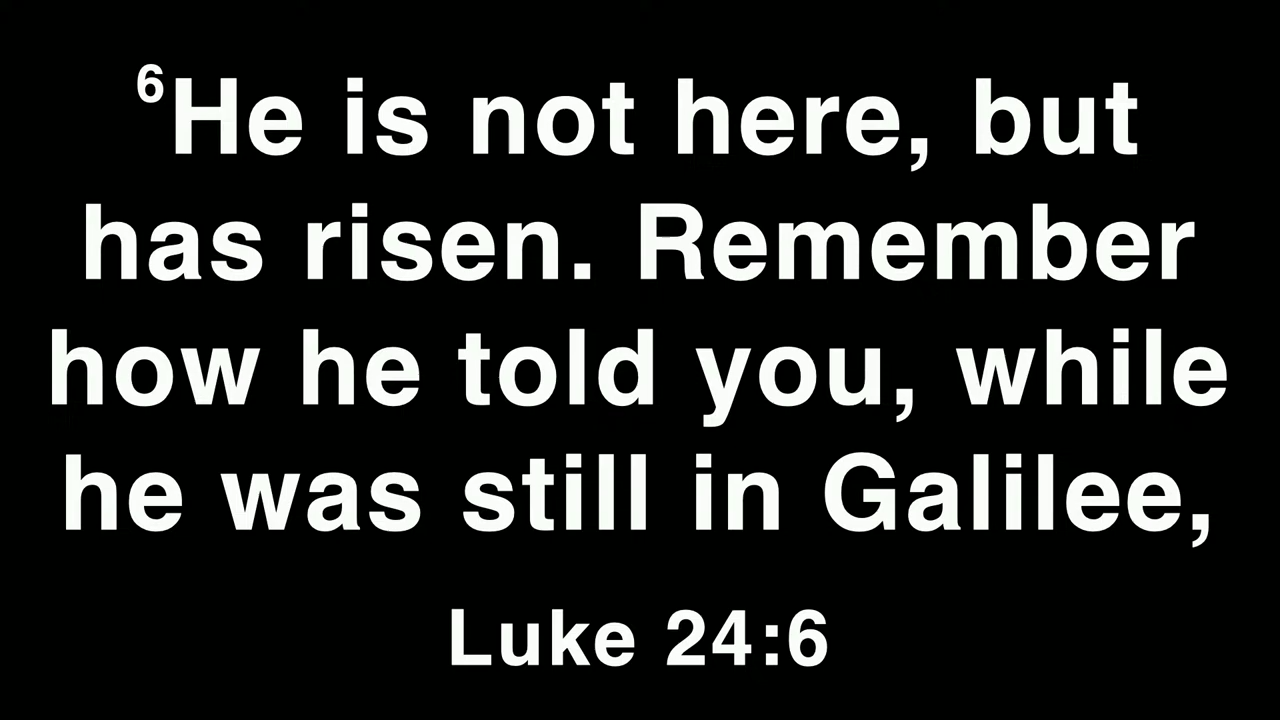 ⁶He is not here, but
has risen. Remember
how he told you, while
he was still in Galilee,
Luke 24:6